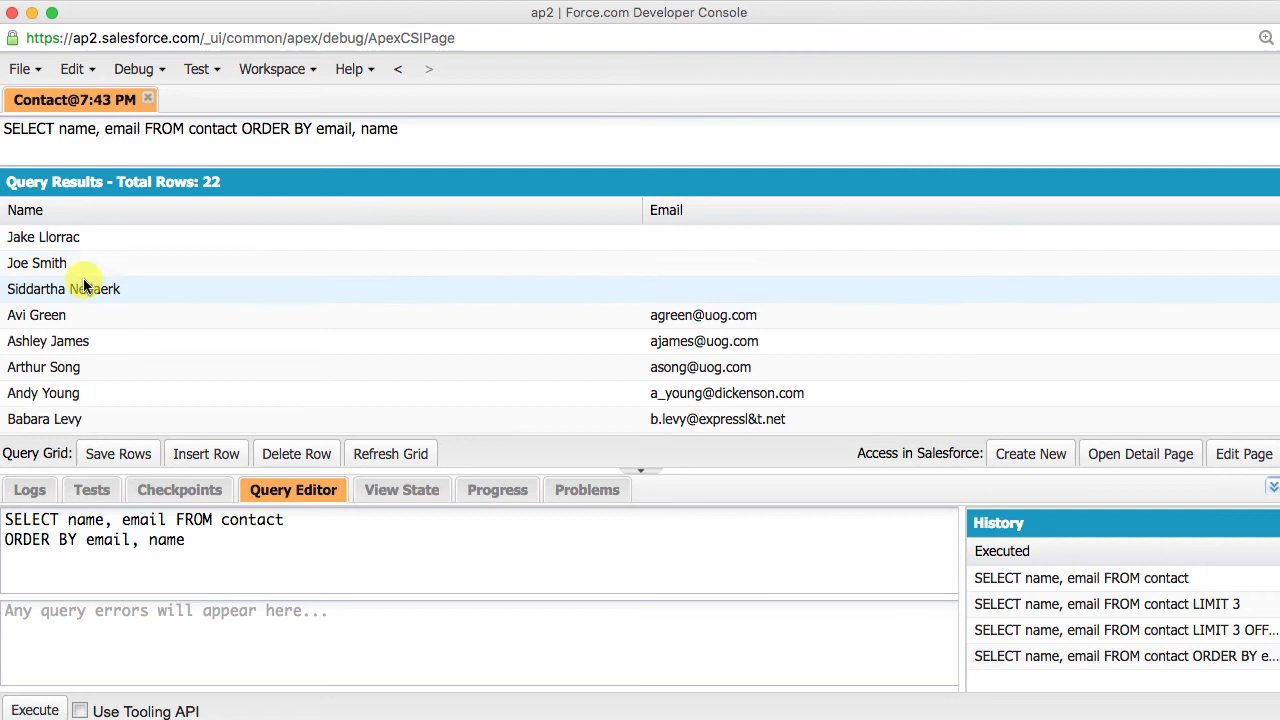 ap2 | Force.com Developer Console
https://ap2.salesforce.com/_ui/common/apex/debug/ApexCSIPage
File Edit Debug Test Workspace Help < >
Contact@7:43 PM
SELECT name, email FROM contact ORDER BY email, name
Query Results - Total Rows: 22
Name Email
Jake Llorrac
Joe Smith
Siddartha
Avi Green agreen@uog.com
Ashley James ajames@uog.com
Arthur Song asong@uog.com
Andy Young a_young@dickenson.com
Babara Levy b.levy@expressl&t.net
Query Grid: Save Rows Insert Row Delete Row Refresh Grid Access in Salesforce: Create New Open Detail Page Edit Page
Logs Tests Checkpoints Query Editor View State Progress Problems
SELECT name, email FROM contact
ORDER BY email, name
Any query errors will appear here...
History
Executed
SELECT name, email FROM contact
SELECT name, email FROM contact LIMIT 3
SELECT name, email FROM contact LIMIT 3 OFF...
SELECT name, email FROM contact ORDER BY e...
Execute Use Tooling API